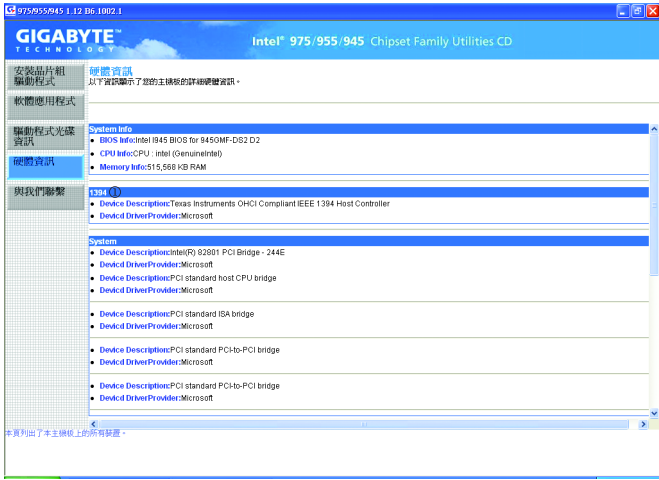 975/955/945 1.12 B6.1002.1
GIGABYTE™
TECHNOLOGY
Intel® 975/955/945 Chipset Family Utilities CD
安裝晶片組
驅動程式
軟體應用程式
驅動程式光碟
資訊
硬體資訊
與我們聯繫
硬體資訊
以下資訊顯示了您的主機板的詳細硬體資訊。
System Info
BIOS Info:Intel I945 BIOS for 945GMF-DS2 D2
CPU Info:CPU : intel (GenuineIntel)
Memory Info:515,568 KB RAM
1394 ①
Device Description:Texas Instruments OHCI Compliant IEEE 1394 Host Controller
Devicd DriverProvider:Microsoft
System
Device Description:Intel(R) 82801 PCI Bridge - 244E
Devicd DriverProvider:Microsoft
Device Description:PCI standard host CPU bridge
Devicd DriverProvider:Microsoft
Device Description:PCI standard ISA bridge
Devicd DriverProvider:Microsoft
Device Description:PCI standard PCI-to-PCI bridge
Devicd DriverProvider:Microsoft
Device Description:PCI standard PCI-to-PCI bridge
Devicd DriverProvider:Microsoft
本頁列出了本主機板上的所有裝置。